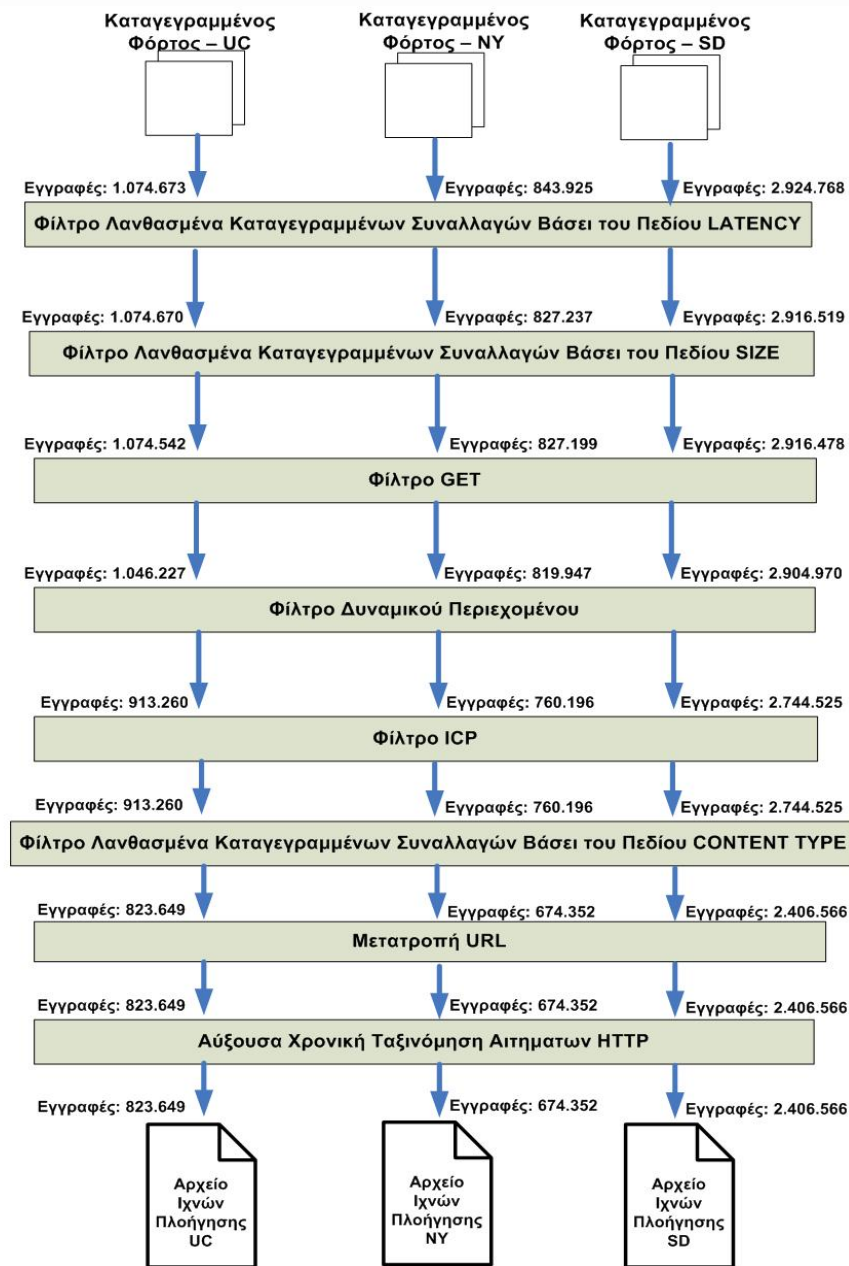 Καταγεγραμμένος
Φόρτος – UC
Καταγεγραμμένος
Φόρτος – NY
Καταγεγραμμένος
Φόρτος – SD
Εγγραφές: 1.074.673
Εγγραφές: 843.925
Εγγραφές: 2.924.768
Φίλτρο Λανθασμένα Καταγεγραμμένων Συναλλαγών Βάσει του Πεδίου LATENCY
Εγγραφές: 1.074.670
Εγγραφές: 827.237
Εγγραφές: 2.916.519
Φίλτρο Λανθασμένα Καταγεγραμμένων Συναλλαγών Βάσει του Πεδίου SIZE
Εγγραφές: 1.074.542
Εγγραφές: 827.199
Εγγραφές: 2.916.478
Φίλτρο GET
Εγγραφές: 1.046.227
Εγγραφές: 819.947
Εγγραφές: 2.904.970
Φίλτρο Δυναμικού Περιεχομένου
Εγγραφές: 913.260
Εγγραφές: 760.196
Εγγραφές: 2.744.525
Φίλτρο ICP
Εγγραφές: 913.260
Εγγραφές: 760.196
Εγγραφές: 2.744.525
Φίλτρο Λανθασμένα Καταγεγραμμένων Συναλλαγών Βάσει του Πεδίου CONTENT TYPE
Εγγραφές: 823.649
Εγγραφές: 674.352
Εγγραφές: 2.406.566
Μετατροπή URL
Εγγραφές: 823.649
Εγγραφές: 674.352
Εγγραφές: 2.406.566
Αύξουσα Χρονική Ταξινόμηση Αιτηματων HTTP
Εγγραφές: 823.649
Εγγραφές: 674.352
Εγγραφές: 2.406.566
Αρχείο
Ιχνών
Πλοήγησης
UC
Αρχείο
Ιχνών
Πλοήγησης
NY
Αρχείο
Ιχνών
Πλοήγησης
SD